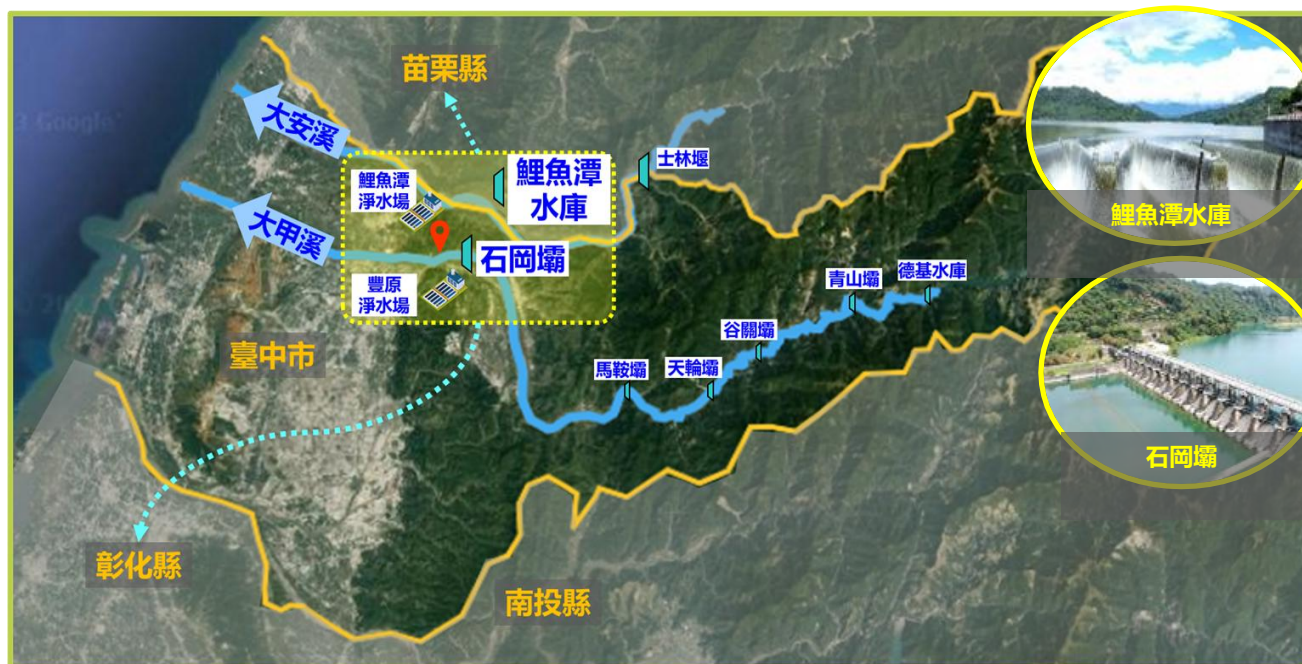 苗栗縣
3 Google
大安溪
士林堰
鯉魚潭
淨水場
鯉魚潭
水庫
鯉魚潭水庫
大甲溪
石岡壩
豐原
淨水場
青山壩
德基水庫
谷關壩
臺中市
馬鞍壩
天輪壩
石岡壩
彰化縣
南投縣